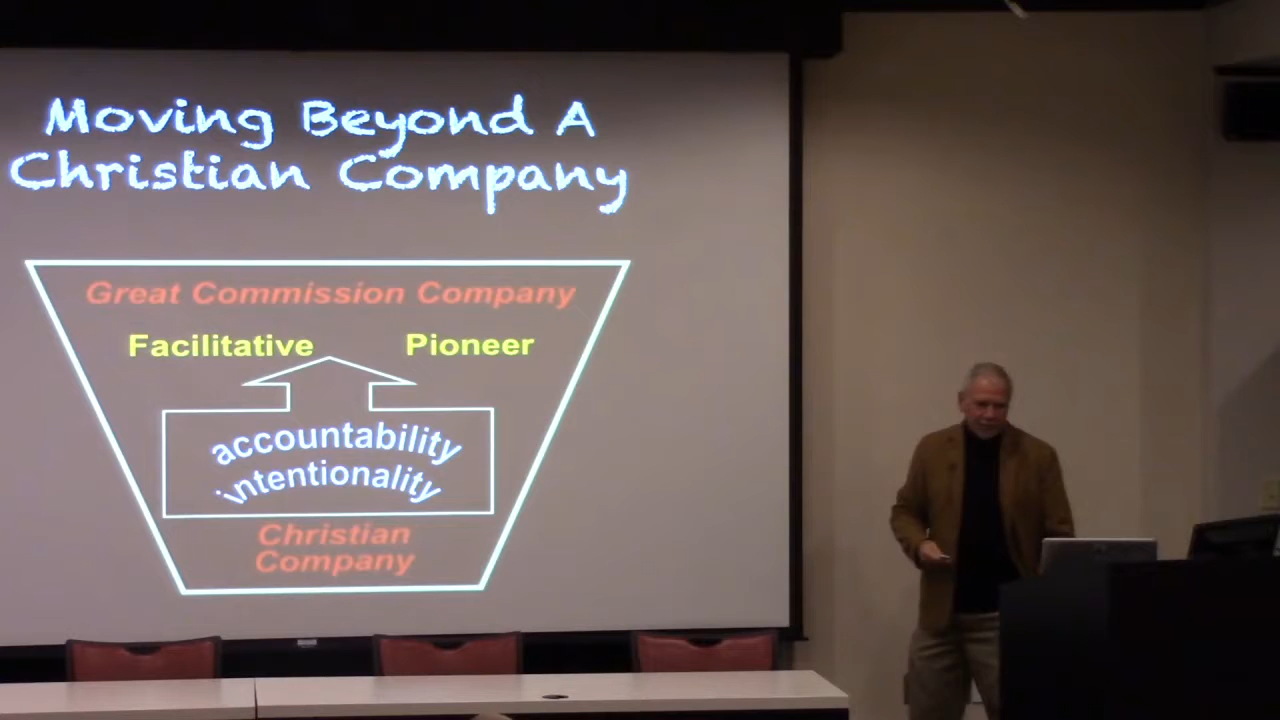 Moving Beyond A
Christian Company
Great Commission Company
Facilitative Pioneer
accountability
intentionality
Christian
Company